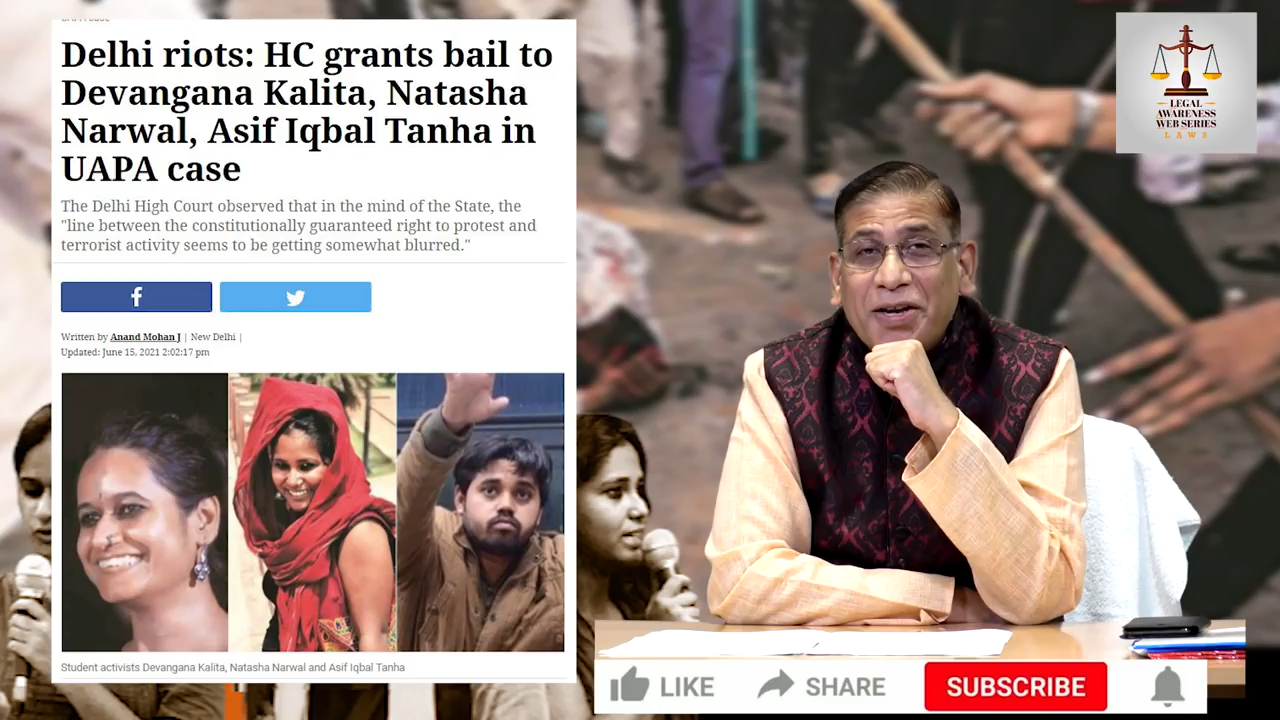 Delhi riots: HC grants bail to
Devangana Kalita, Natasha
Narwal, Asif Iqbal Tanha in
UAPA case
The Delhi High Court observed that in the mind of the State, the
"line between the constitutionally guaranteed right to protest and
terrorist activity seems to be getting somewhat blurred."
f
Written by Anand Mohan J | New Delhi |
Updated: June 15, 2021 2:02:17 pm
Student activists Devangana Kalita, Natasha Narwal and Asif Iqbal Tanha
LEGAL
AWARENESS
WEB SERIES
LAWS
LIKE
SHARE
SUBSCRIBE